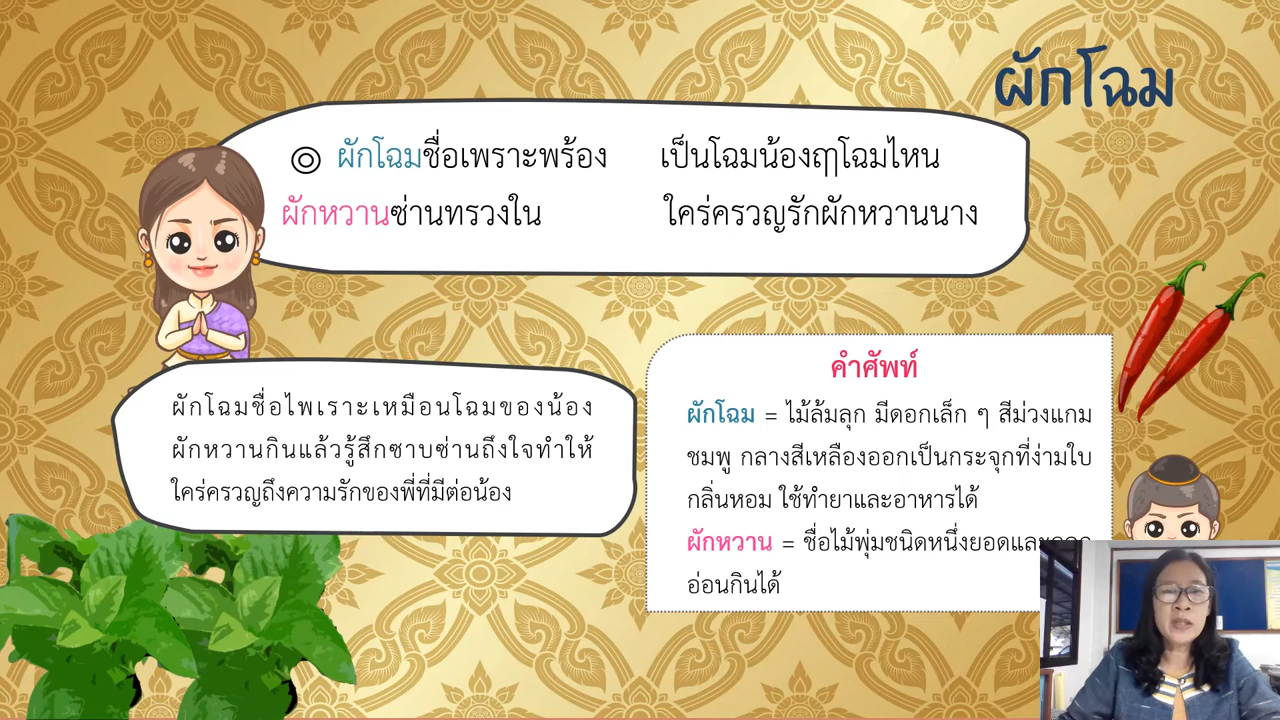 ผักโฉม
๏ ผักโฉมชื่อเพราะพร้อง เป็นโฉมน้องฤๅโฉมไหน
ผักหวานซ่านทรวงใน ใคร่ครวญรักผักหวานนาง
ผักโฉมชื่อไพเราะเหมือนโฉมของน้อง
ผักหวานกินแล้วรู้สึกซาบซ่านถึงใจทำให้
ใคร่ครวญถึงความรักของพี่ที่มีต่อน้อง
คำศัพท์
ผักโฉม = ไม้ล้มลุก มีดอกเล็ก ๆ สีม่วงแกม
ชมพู กลางสีเหลืองออกเป็นกระจุกที่ง่ามใบ
กลิ่นหอม ใช้ทำยาและอาหารได้
ผักหวาน = ชื่อไม้พุ่มชนิดหนึ่งยอดและ
อ่อนกินได้